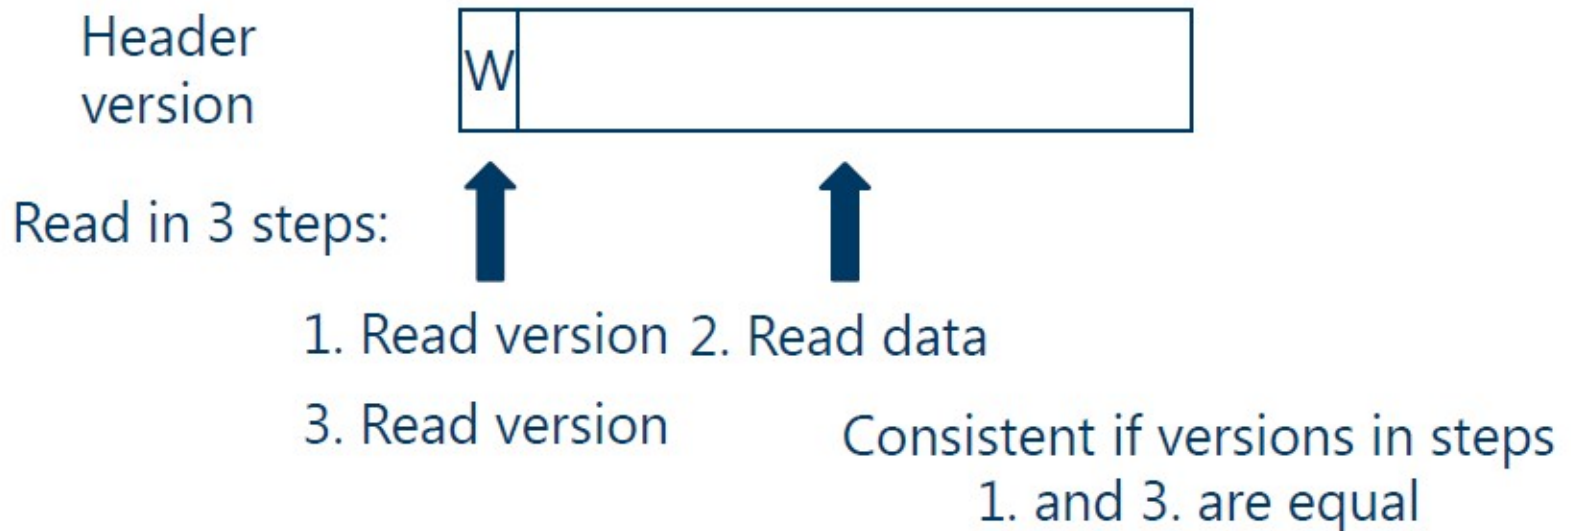 Header
version
W
Read in 3 steps:
1. Read version
2. Read data
3. Read version
Consistent if versions in steps
1. and 3. are equal